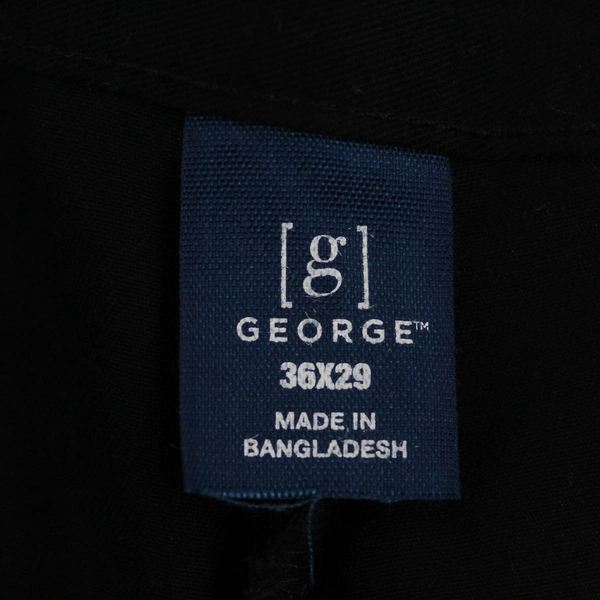 [g]
GEORGE™
36X29
MADE IN
BANGLADESH